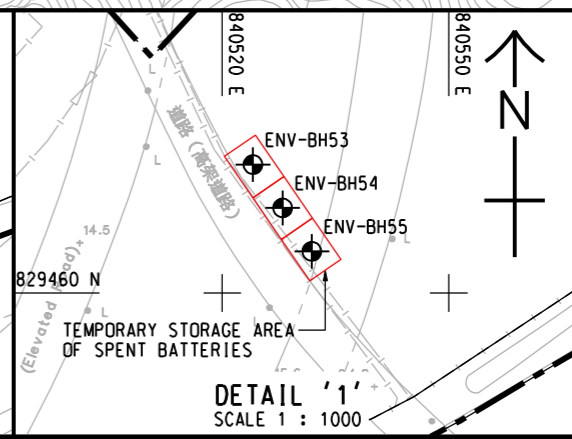 840520 E
840550 E
N
L
道路(高架道路)
L
ENV-BH53
ENV-BH54
ENV-BH55
14.5
L
829460 N
(Elevated
L
L
TEMPORARY STORAGE AREA
OF SPENT BATTERIES
DETAIL '1'
SCALE 1 : 1000